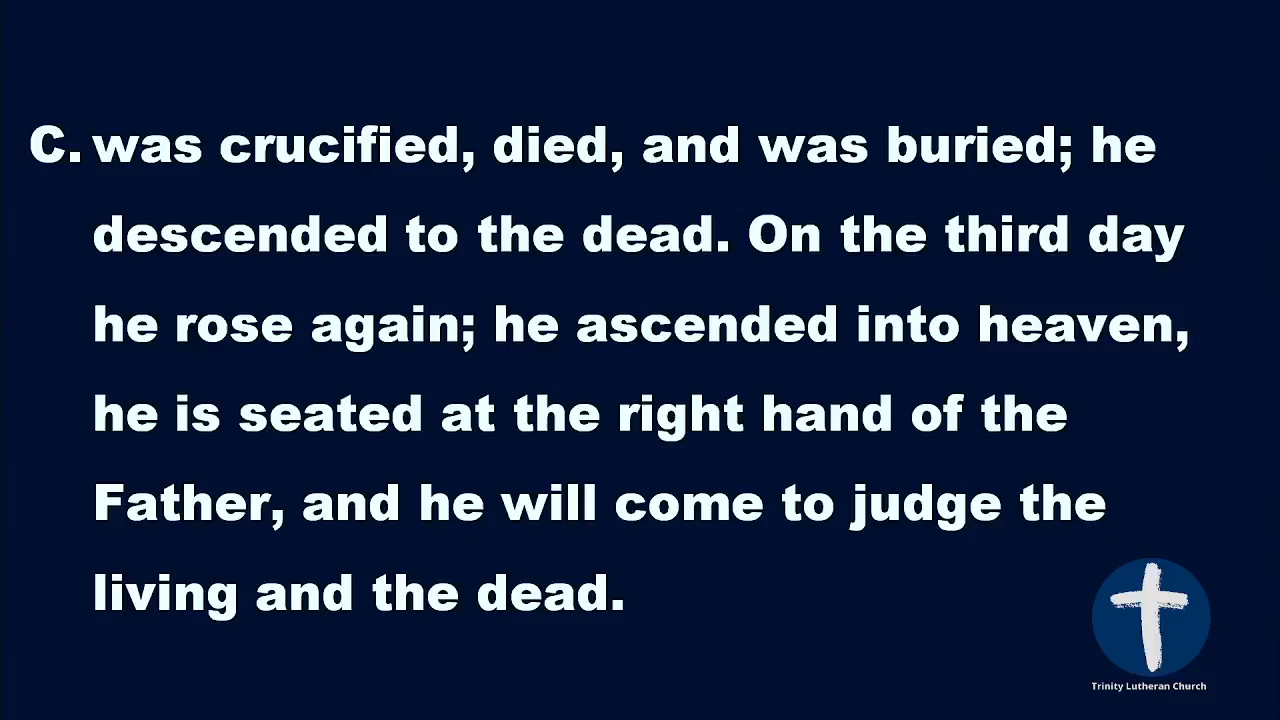 C. was crucified, died, and was buried; he
descended to the dead. On the third day
he rose again; he ascended into heaven,
he is seated at the right hand of the
Father, and he will come to judge the
living and the dead.
Trinity Lutheran Church